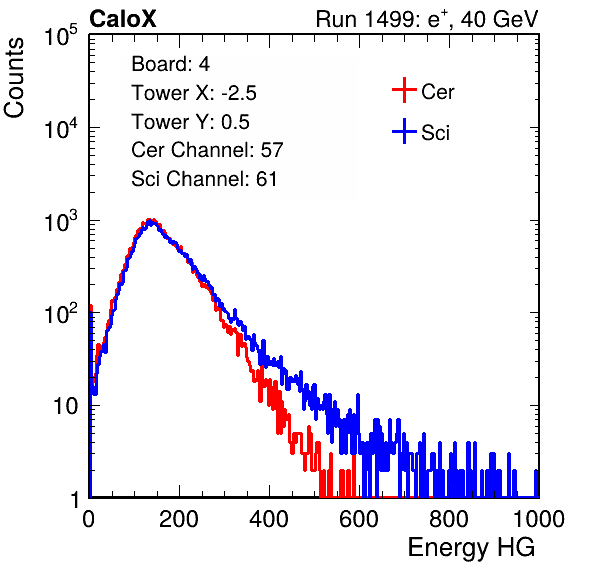 CaloX Run 1499: e⁺, 40 GeV
Counts
Board: 4
Tower X: -2.5
Tower Y: 0.5
Cer Channel: 57
Sci Channel: 61
Cer
Sci
10⁵
10⁴
10³
10²
10
1
0 200 400 600 800 1000
Energy HG